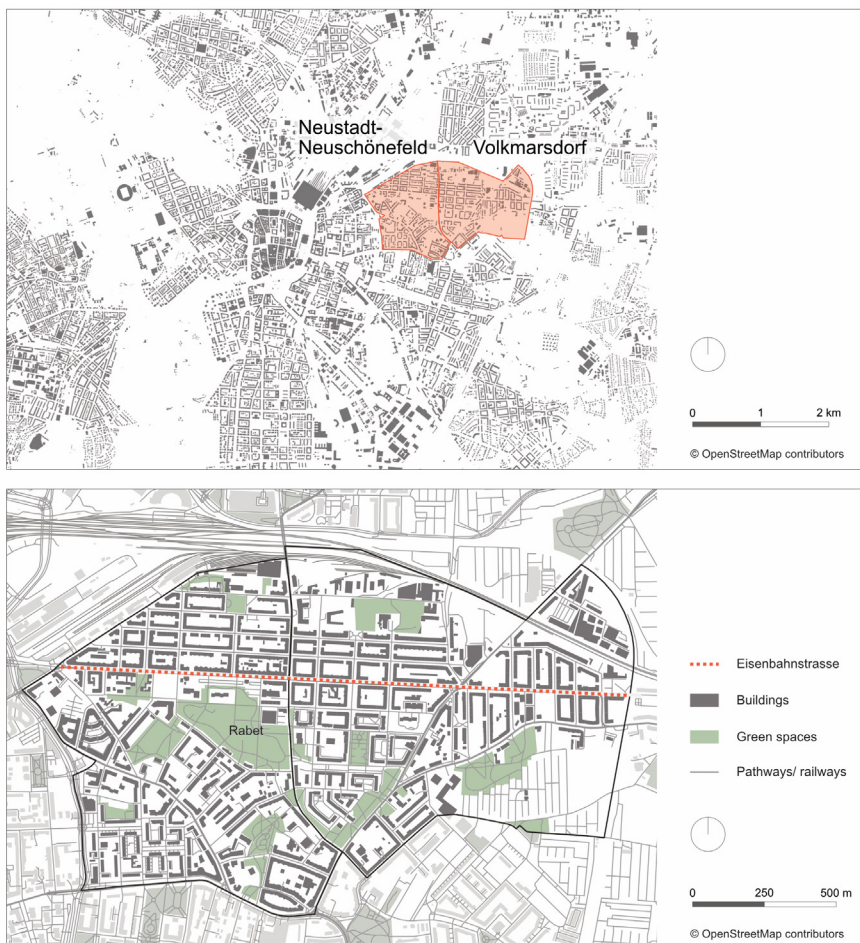 Neustadt-
Neuschönefeld
Volkmarsdorf
0 1 2 km
© OpenStreetMap contributors
Rabet
Eisenbahnstrasse
Buildings
Green spaces
Pathways/ railways
0 250 500 m
© OpenStreetMap contributors